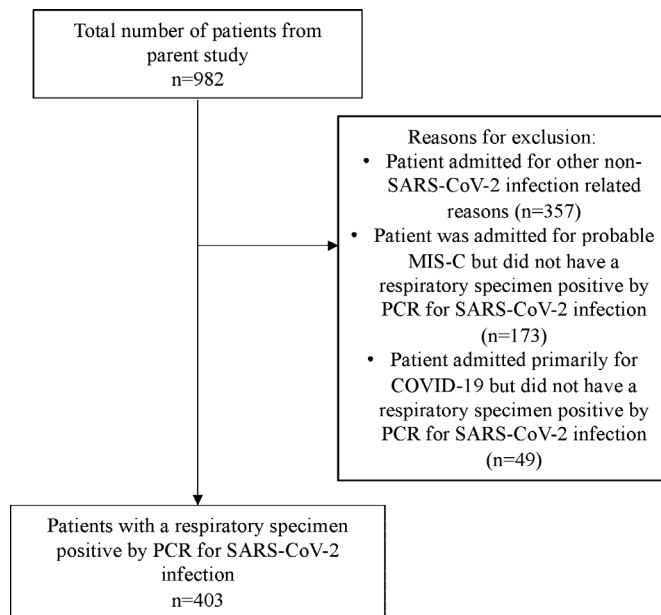 Total number of patients from
parent study
n=982
Reasons for exclusion:
• Patient admitted for other non-
SARS-CoV-2 infection related
reasons (n=357)
• Patient was admitted for probable
MIS-C but did not have a
respiratory specimen positive by
PCR for SARS-CoV-2 infection
(n=173)
• Patient admitted primarily for
COVID-19 but did not have a
respiratory specimen positive by
PCR for SARS-CoV-2 infection
(n=49)
Patients with a respiratory specimen
positive by PCR for SARS-CoV-2
infection
n=403